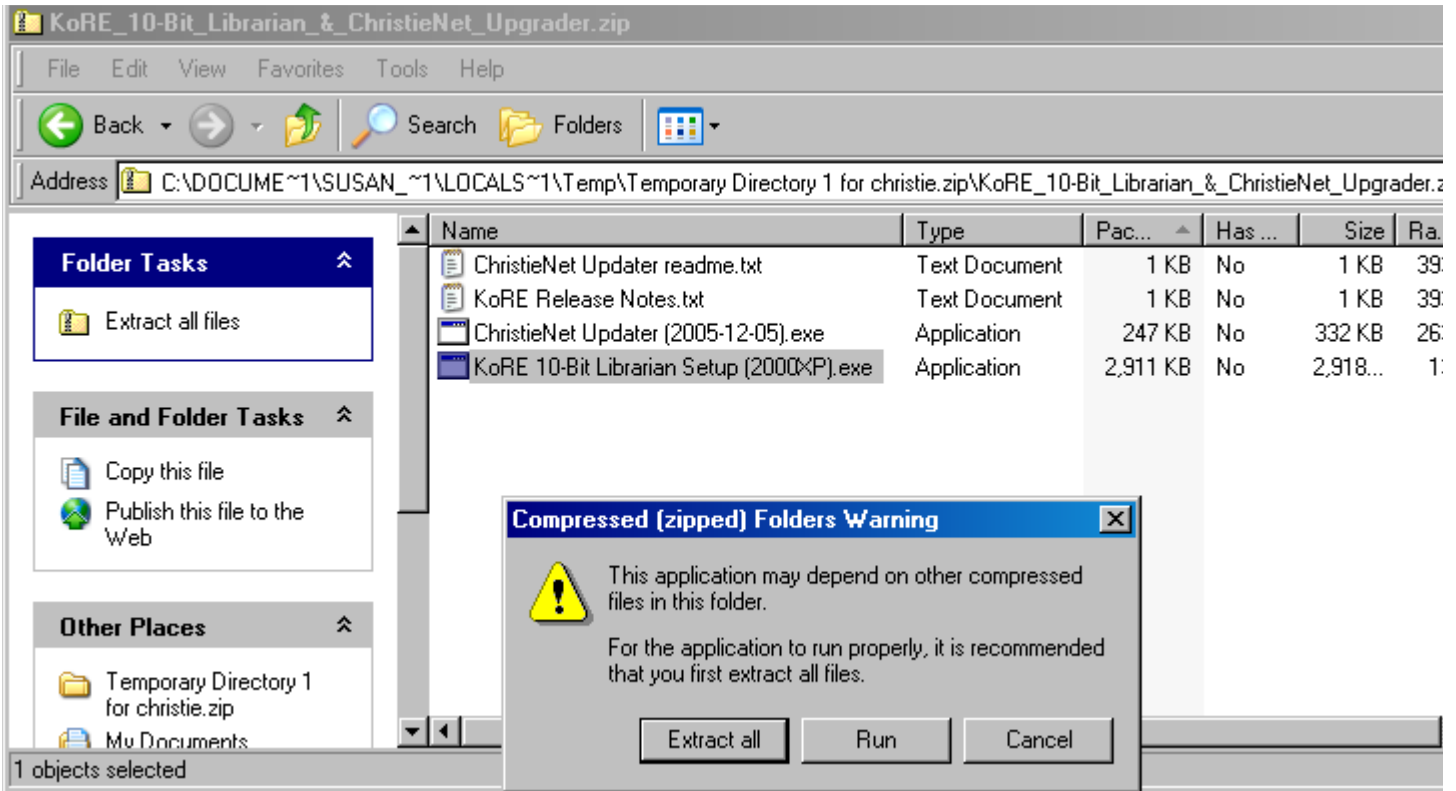 KoRE_10-Bit_Librarian_&_ChristieNet_Upgrader.zip
File Edit View Favorites Tools Help
Back Search Folders
Address C:\DOCUME~1\SUSAN_~1\LOCALS~1\Temp\Temporary Directory 1 for christie.zip\KoRE_10-Bit_Librarian_&_ChristieNet_Upgrader.z
Folder Tasks
Extract all files
File and Folder Tasks
Copy this file
Publish this file to the
Web
Other Places
Temporary Directory 1
for christie.zip
My Documents
Name Type Pac... Has ... Size Ra.
ChristieNet Updater readme.txt Text Document 1 KB No 1 KB 39
KoRE Release Notes.txt Text Document 1 KB No 1 KB 39
ChristieNet Updater (2005-12-05).exe Application 247 KB No 332 KB 26
KoRE 10-Bit Librarian Setup (2000XP).exe Application 2,911 KB No 2,918... 1
Compressed (zipped) Folders Warning
This application may depend on other compressed
files in this folder.
For the application to run properly, it is recommended
that you first extract all files.
Extract all Run Cancel
1 objects selected